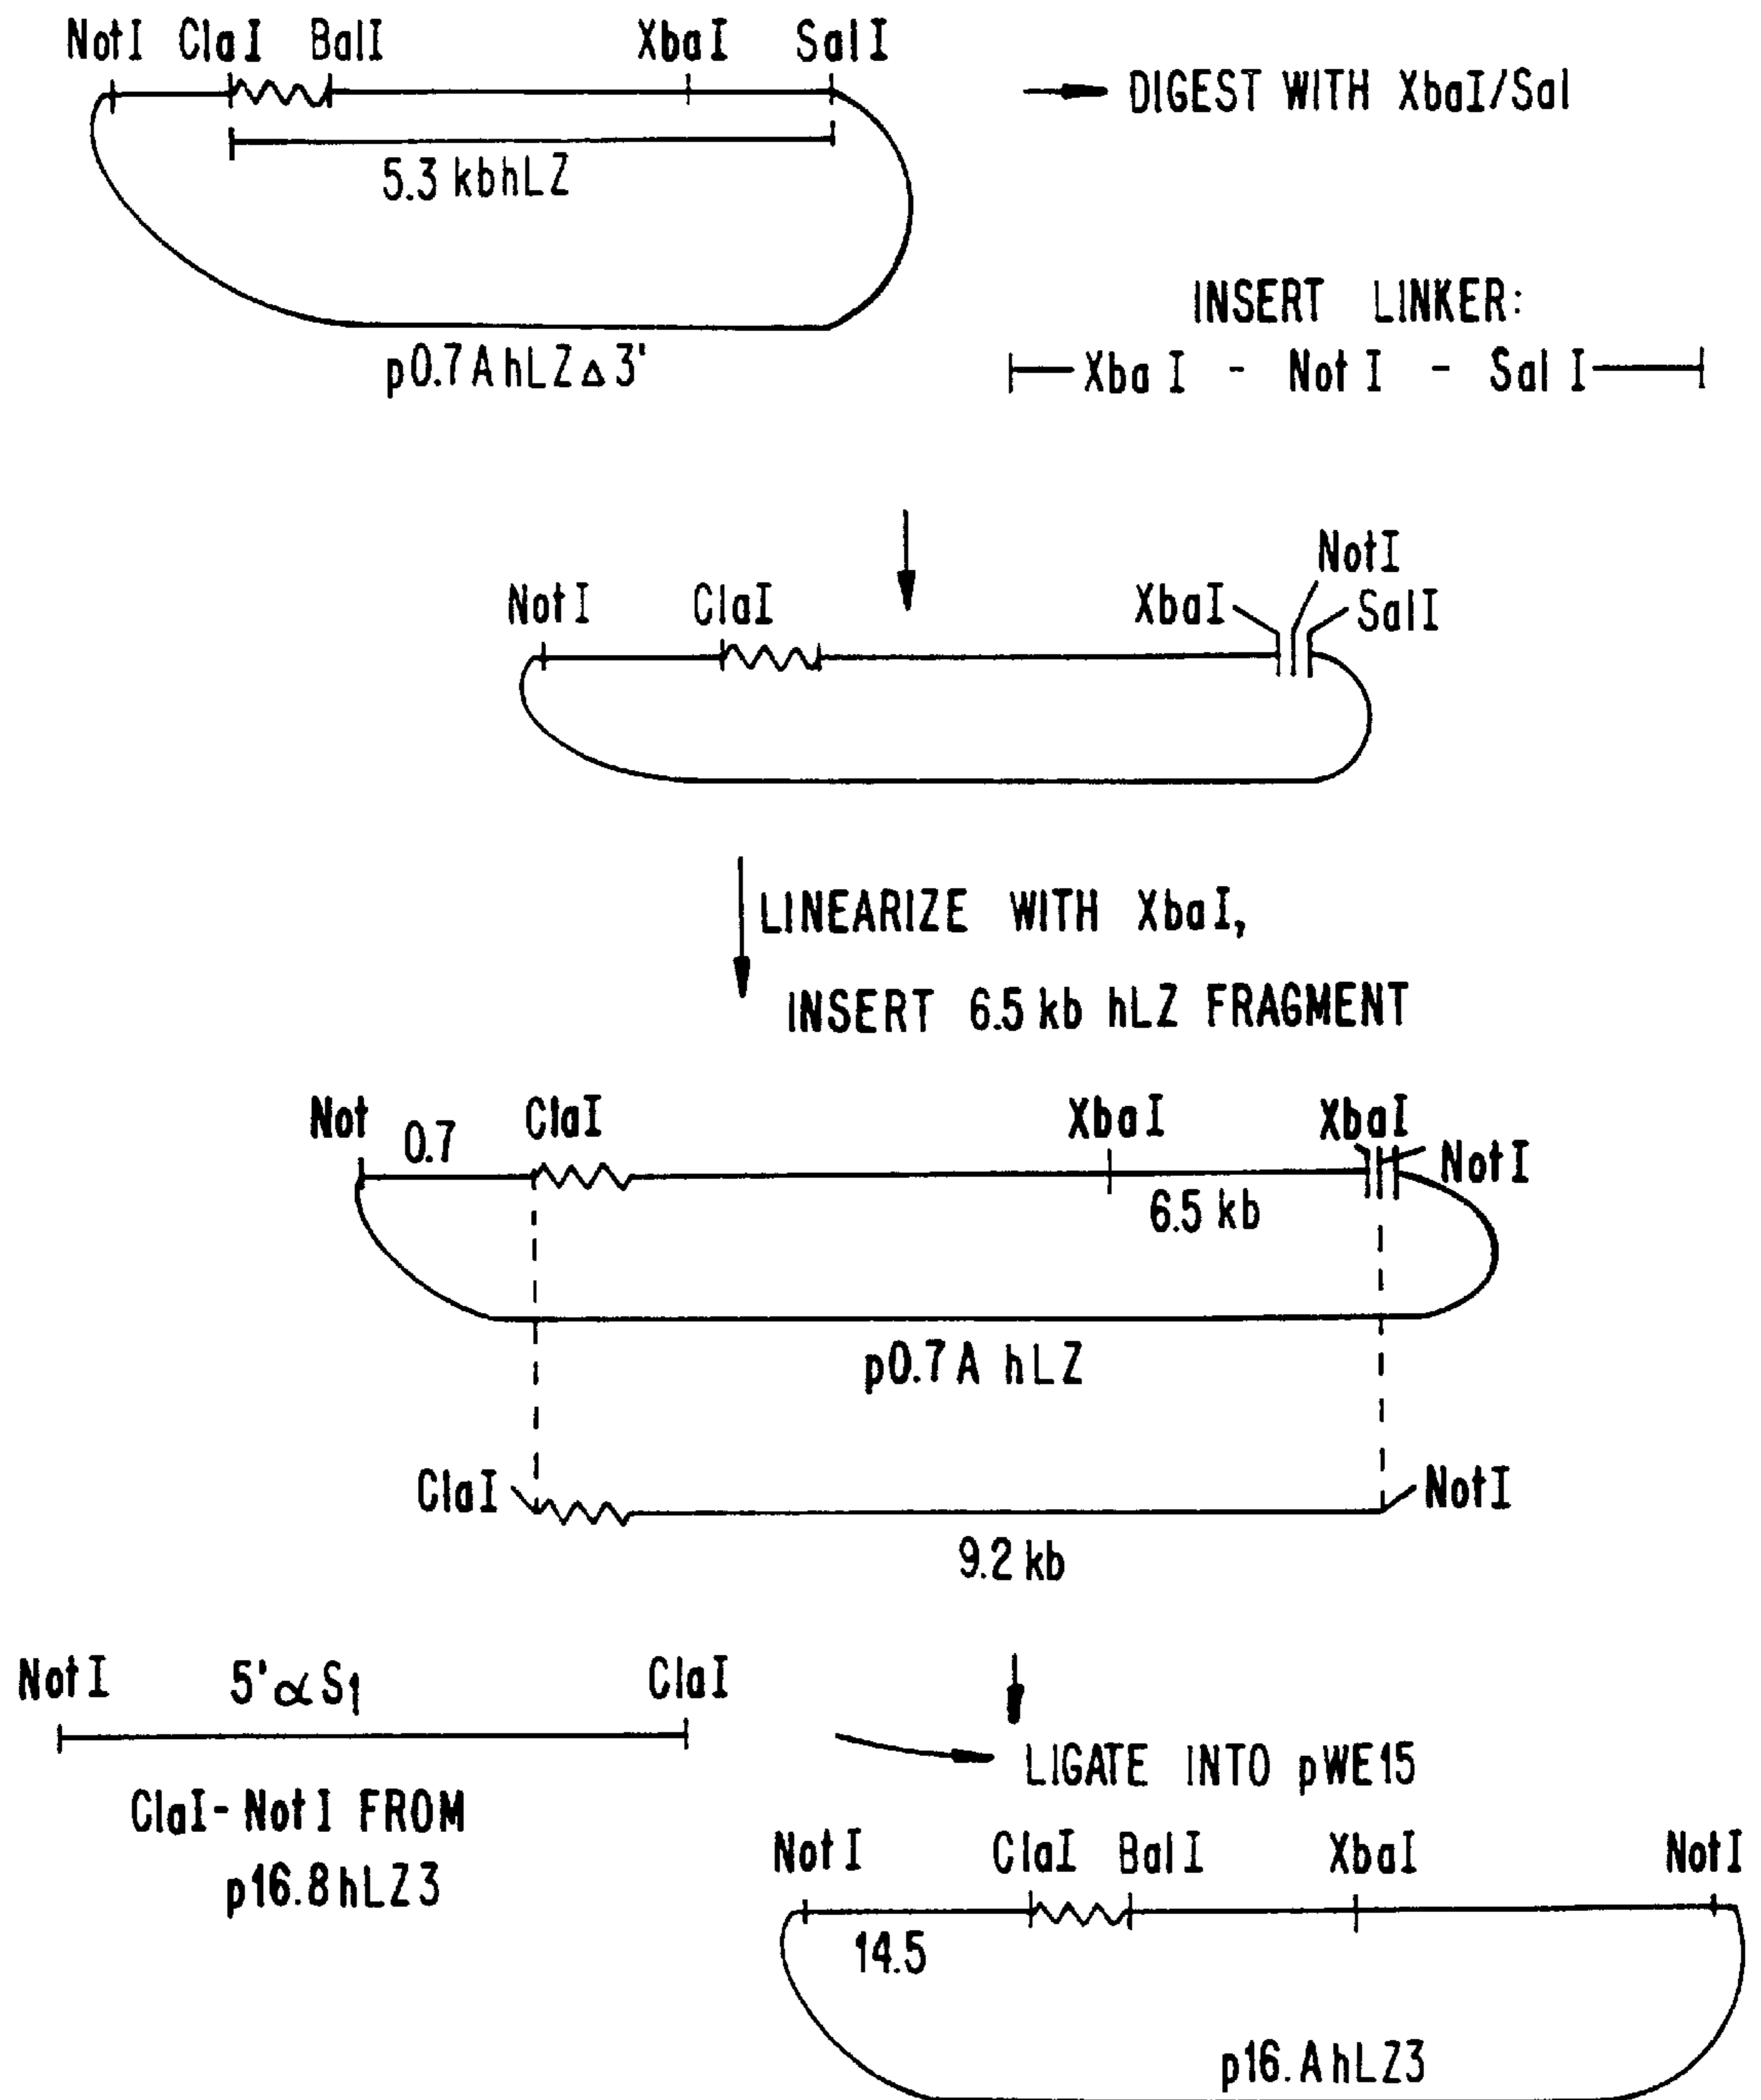 NotI ClaI BalI XbaI SalI
DIGEST WITH XbaI/Sal
5.3 kbhLZ
p0.7AhLZΔ3'
INSERT LINKER:
XbaI - NotI - SalI
NotI ClaI XbaI NotI SalI
LINEARIZE WITH XbaI,
INSERT 6.5 kb hLZ FRAGMENT
Not 0.7 ClaI XbaI XbaI NotI
6.5 kb
p0.7A hLZ
ClaI NotI
9.2 kb
NotI 5'αS1 ClaI
LIGATE INTO pWE15
ClaI-NotI FROM
p16.8hLZ3
NotI ClaI BalI XbaI NotI
14.5
p16.AhLZ3